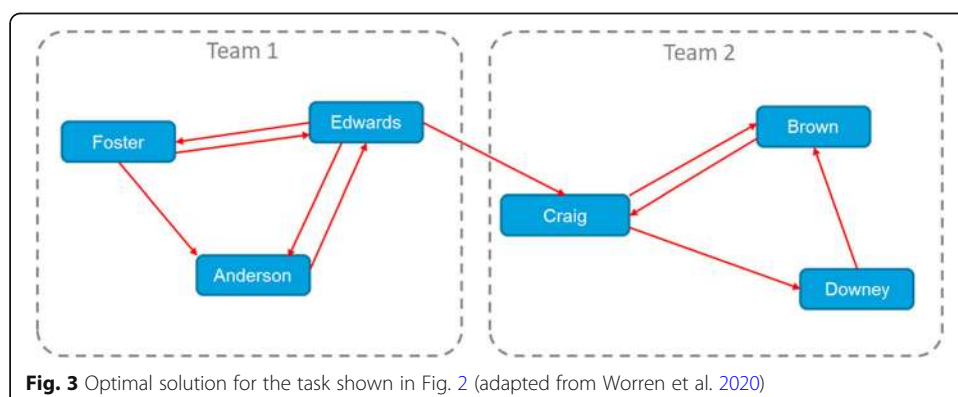 Team 1
Team 2
Foster
Edwards
Brown
Craig
Anderson
Downey
Fig. 3 Optimal solution for the task shown in Fig. 2 (adapted from Worren et al. 2020)